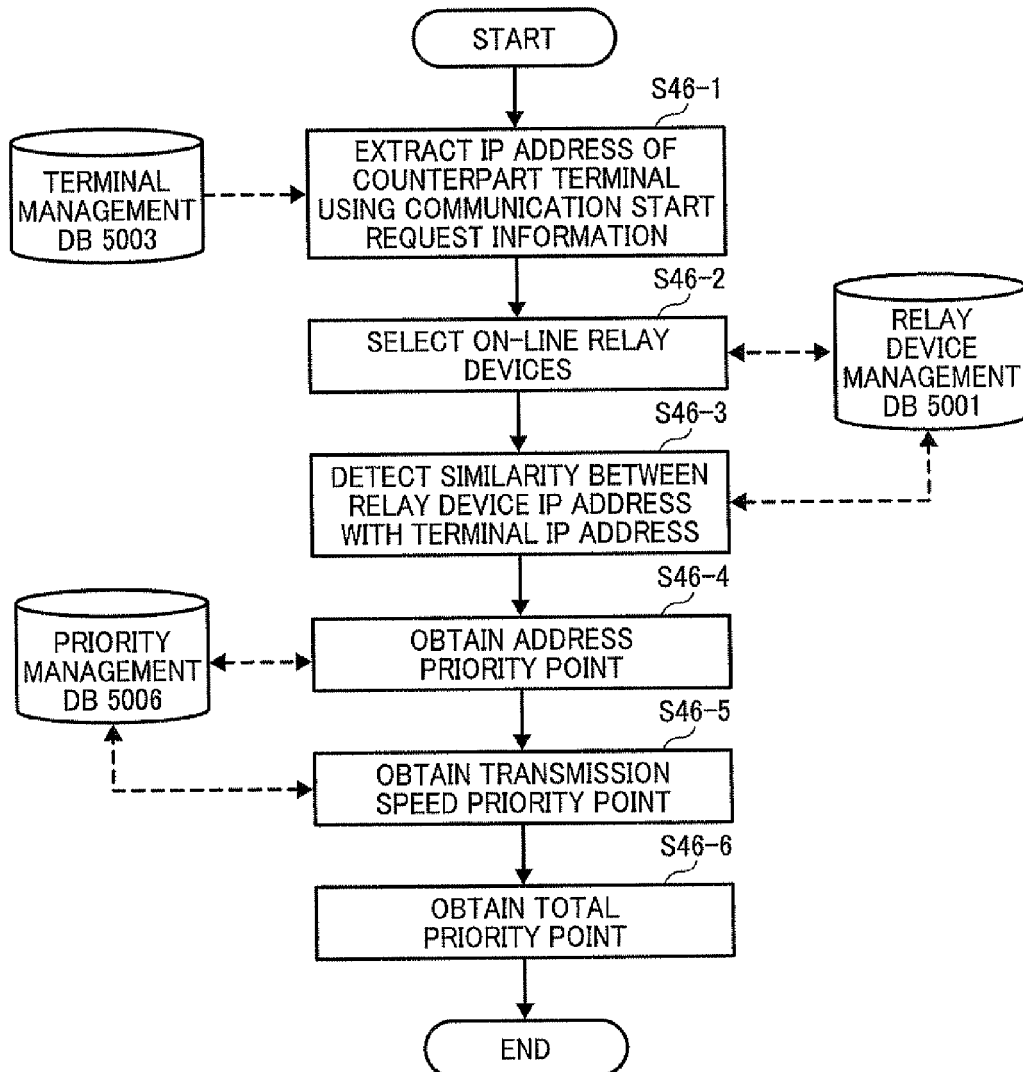 START
S46-1
EXTRACT IP ADDRESS OF
COUNTERPART TERMINAL
USING COMMUNICATION START
REQUEST INFORMATION
TERMINAL
MANAGEMENT
DB 5003
S46-2
SELECT ON-LINE RELAY
DEVICES
RELAY
DEVICE
MANAGEMENT
DB 5001
S46-3
DETECT SIMILARITY BETWEEN
RELAY DEVICE IP ADDRESS
WITH TERMINAL IP ADDRESS
S46-4
OBTAIN ADDRESS
PRIORITY POINT
PRIORITY
MANAGEMENT
DB 5006
S46-5
OBTAIN TRANSMISSION
SPEED PRIORITY POINT
S46-6
OBTAIN TOTAL
PRIORITY POINT
END